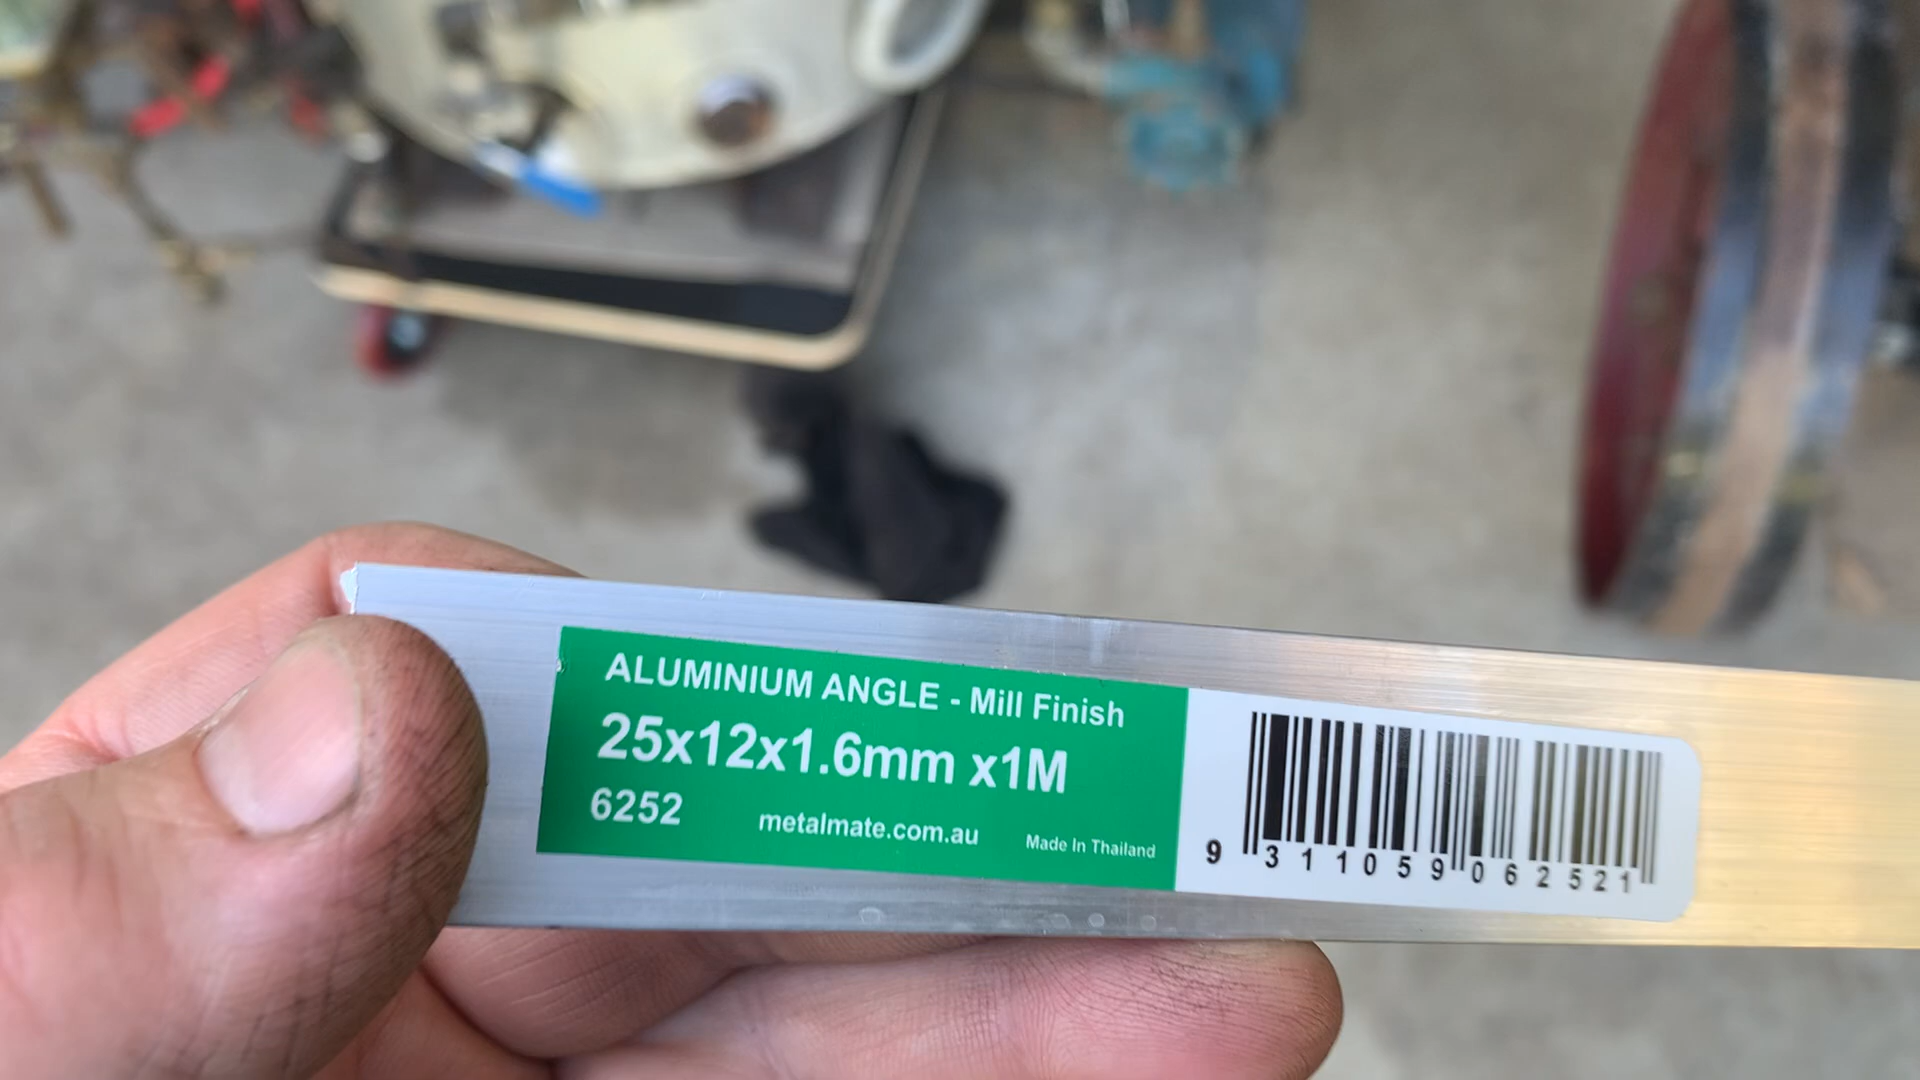 ALUMINIUM ANGLE - Mill Finish
25x12x1.6mm x1M
6252 metalmate.com.au Made In Thailand
9 311059 062521